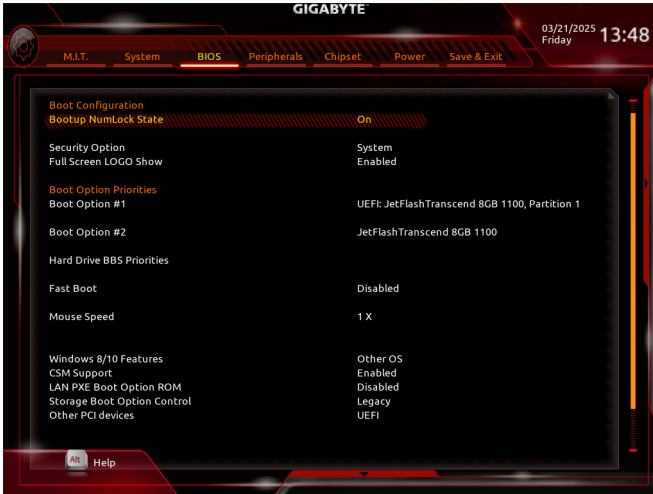 GIGABYTE™
03/21/2025 13:48
Friday
M.I.T. System BIOS Peripherals Chipset Power Save & Exit
Boot Configuration
Bootup NumLock State On
Security Option System
Full Screen LOGO Show Enabled
Boot Option Priorities
Boot Option #1 UEFI: JetFlashTranscend 8GB 1100, Partition 1
Boot Option #2 JetFlashTranscend 8GB 1100
Hard Drive BBS Priorities
Fast Boot Disabled
Mouse Speed 1 X
Windows 8/10 Features Other OS
CSM Support Enabled
LAN PXE Boot Option ROM Disabled
Storage Boot Option Control Legacy
Other PCI devices UEFI
Alt Help